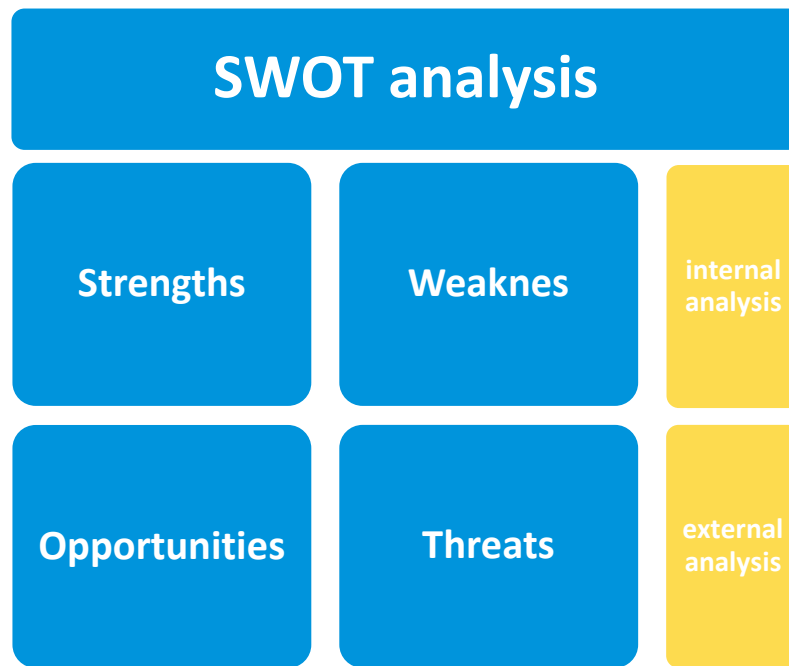 SWOT analysis
Strengths
Weaknes
internal
analysis
Opportunities
Threats
external
analysis